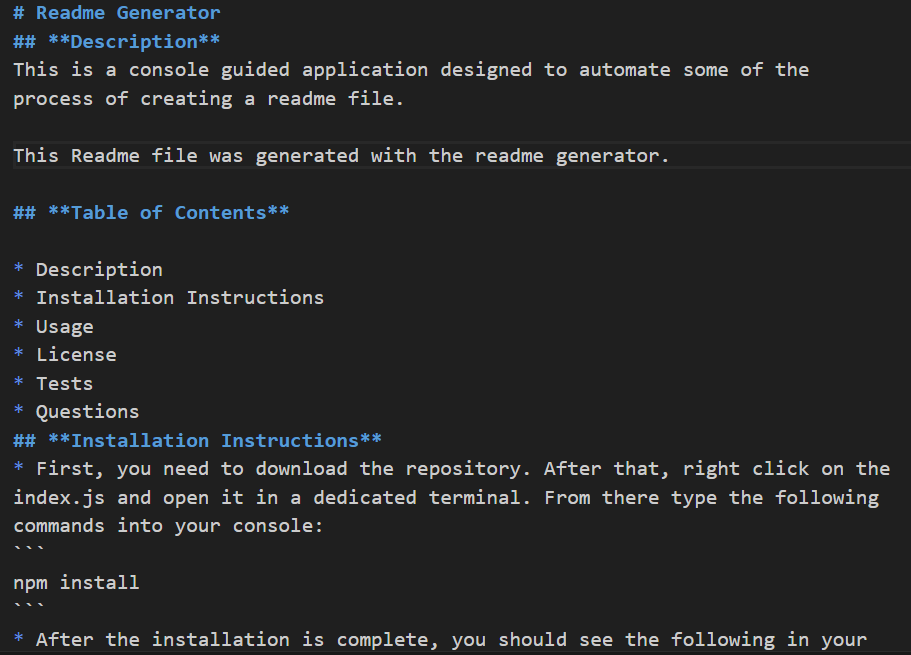 # Readme Generator
## **Description**
This is a console guided application designed to automate some of the
process of creating a readme file.
This Readme file was generated with the readme generator.
## **Table of Contents**
* Description
* Installation Instructions
* Usage
* License
* Tests
* Questions
## **Installation Instructions**
* First, you need to download the repository. After that, right click on the
index.js and open it in a dedicated terminal. From there type the following
commands into your console:
```
npm install
```
* After the installation is complete, you should see the following in your